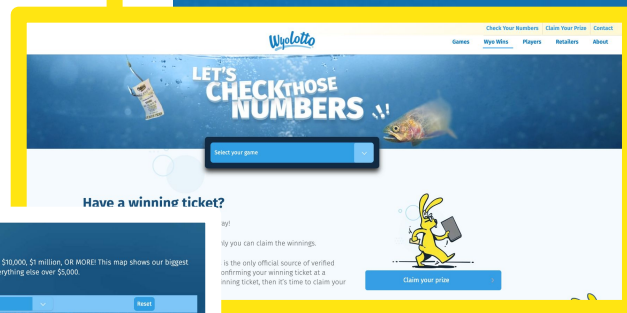 Check Your Numbers
Claim Your Prize
Contact
WyoLotto
Games
Wyo Wins
Players
Retailers
About
LET'S
CHECK THOSE
NUMBERS
Select your game
Have a winning ticket?
ay!
ly you can claim the winnings.
is the only official source of verified
onfirming your winning ticket at a
inning ticket, then it's time to claim your
Claim your prize
$10,000, $1 million, OR MORE! This map shows our biggest
erything else over $5,000.
Reset